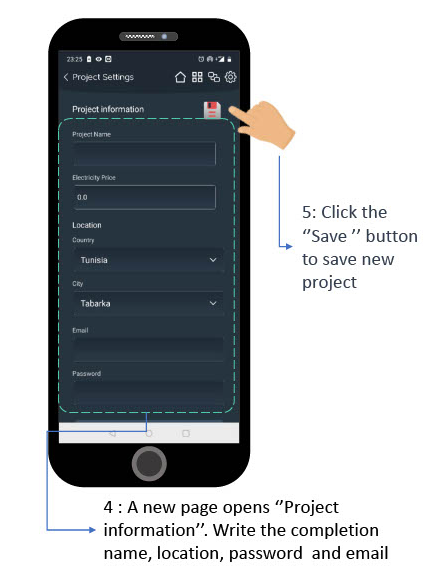 23:25
Project Settings
Project information
Project Name
Electricity Price
0.0
Location
Country
Tunisia
City
Tabarka
Email
Password
5: Click the
‘’Save ’’ button
to save new
project
4 : A new page opens ‘’Project
information’’. Write the completion
name, location, password  and email